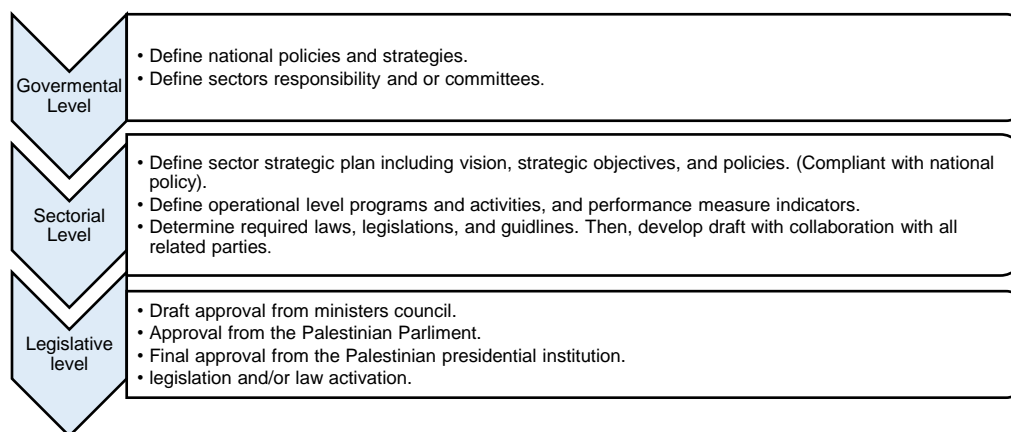 Govermental
Level
• Define national policies and strategies.
• Define sectors responsibility and or committees.
Sectorial
Level
• Define sector strategic plan including vision, strategic objectives, and policies. (Compliant with national
policy).
• Define operational level programs and activities, and performance measure indicators.
• Determine required laws, legislations, and guidlines. Then, develop draft with collaboration with all
related parties.
Legislative
level
• Draft approval from ministers council.
• Approval from the Palestinian Parliment.
• Final approval from the Palestinian presidential institution.
• legislation and/or law activation.